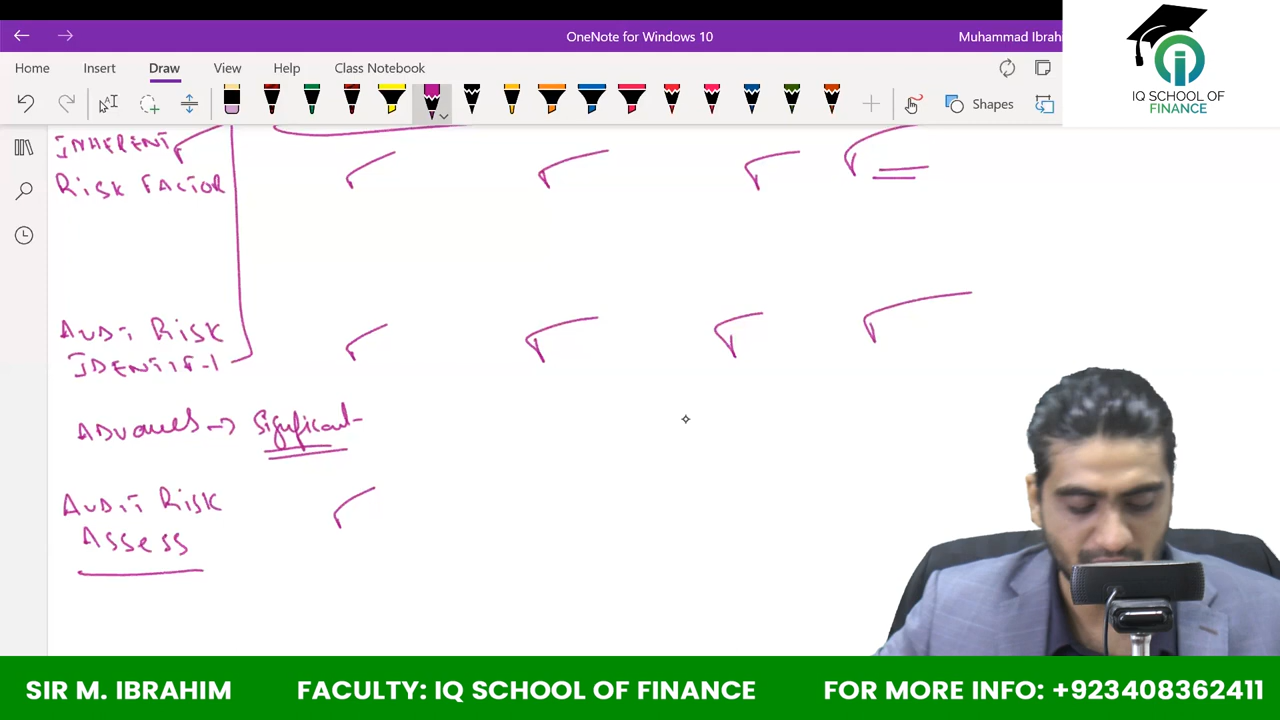 OneNote for Windows 10
Muhammad Ibrah
Home Insert Draw View Help Class Notebook
Shapes
IQ SCHOOL OF
FINANCE
INHERENT
RISK FACTOR
AUDIT RISK
IDENTIF-1
ADVANCES → Significant
AUDIT RISK
ASSESS
SIR M. IBRAHIM
FACULTY: IQ SCHOOL OF FINANCE
FOR MORE INFO: +923408362411